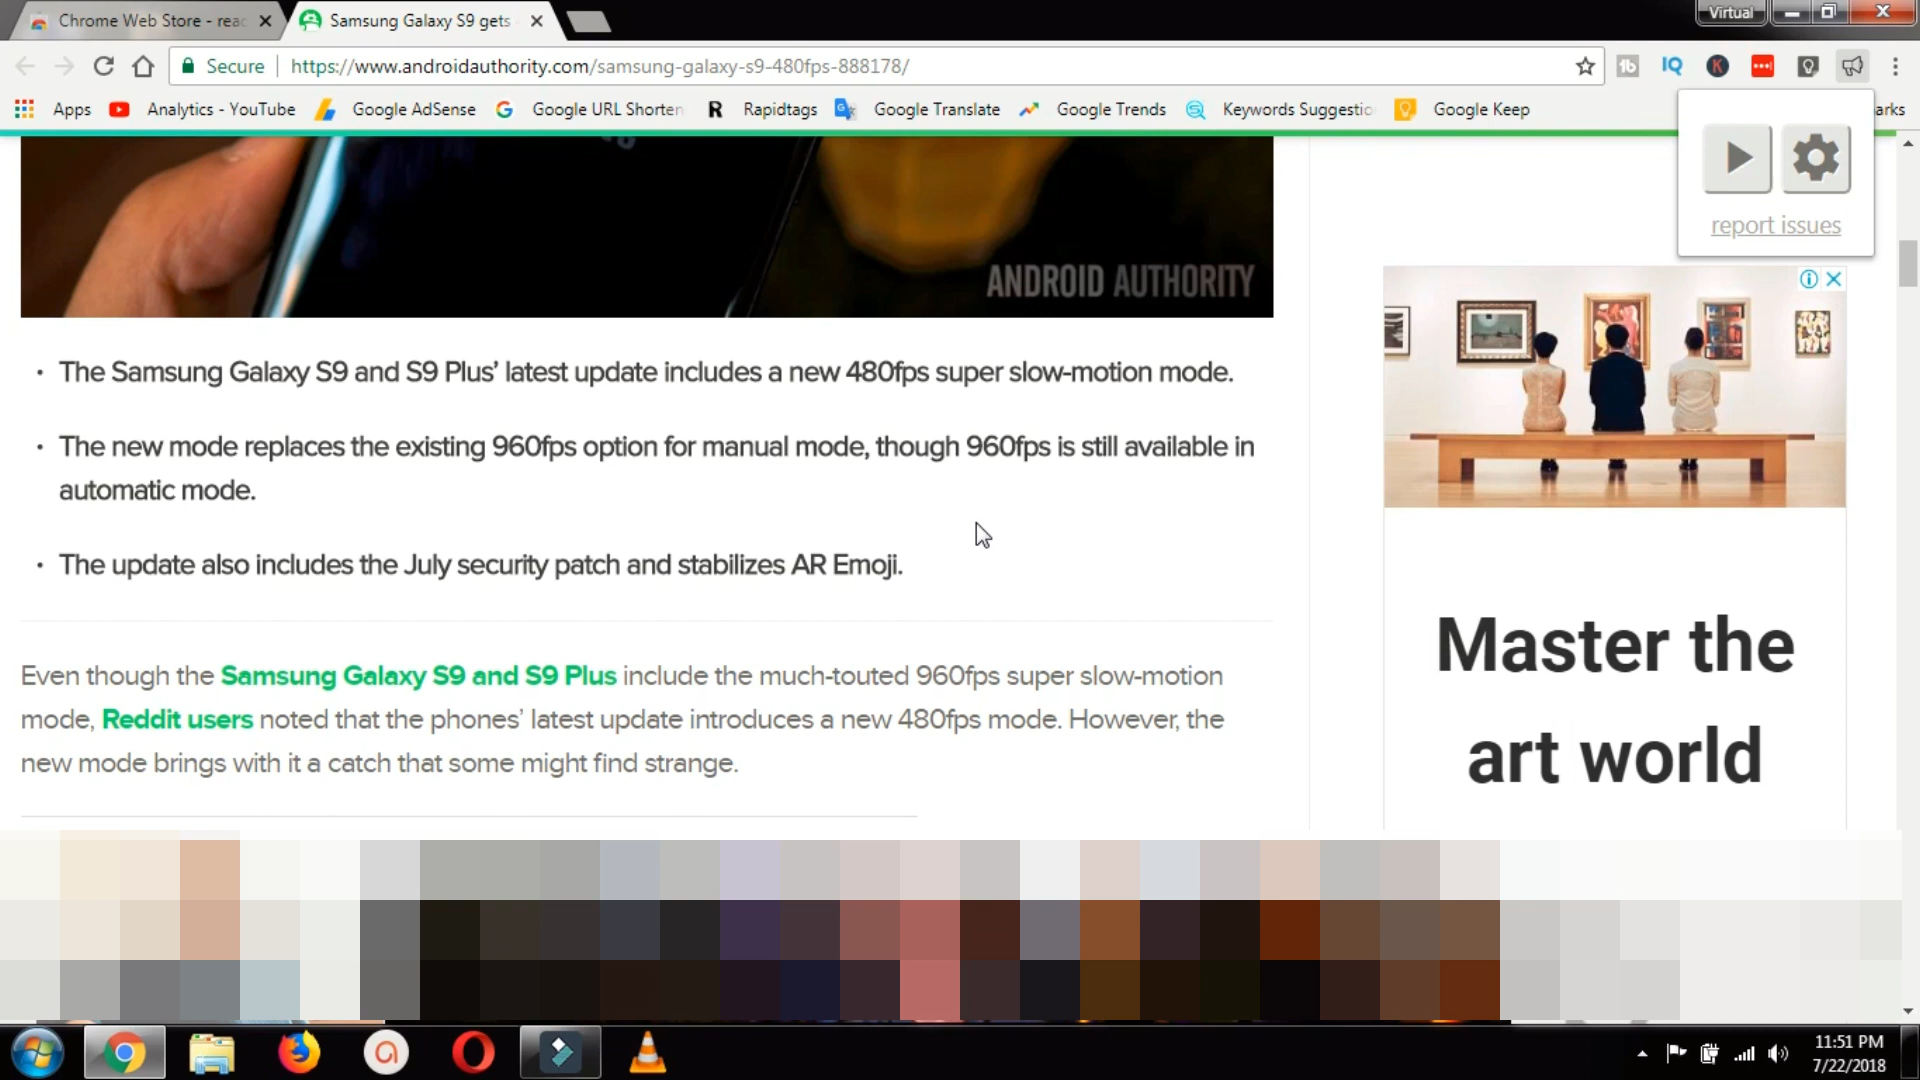 Chrome Web Store - rea
Samsung Galaxy S9 gets
Virtual
Secure
https://www.androidauthority.com/samsung-galaxy-s9-480fps-888178/
IQ
Apps
Analytics - YouTube
Google AdSense
Google URL Shorten
Rapidtags
Google Translate
Google Trends
Keywords Suggestio
Google Keep
arks
report issues
ANDROID AUTHORITY
• The Samsung Galaxy S9 and S9 Plus’ latest update includes a new 480fps super slow-motion mode.
• The new mode replaces the existing 960fps option for manual mode, though 960fps is still available in
automatic mode.
• The update also includes the July security patch and stabilizes AR Emoji.
Even though the Samsung Galaxy S9 and S9 Plus include the much-touted 960fps super slow-motion
mode, Reddit users noted that the phones’ latest update introduces a new 480fps mode. However, the
new mode brings with it a catch that some might find strange.
Master the
art world
11:51 PM
7/22/2018